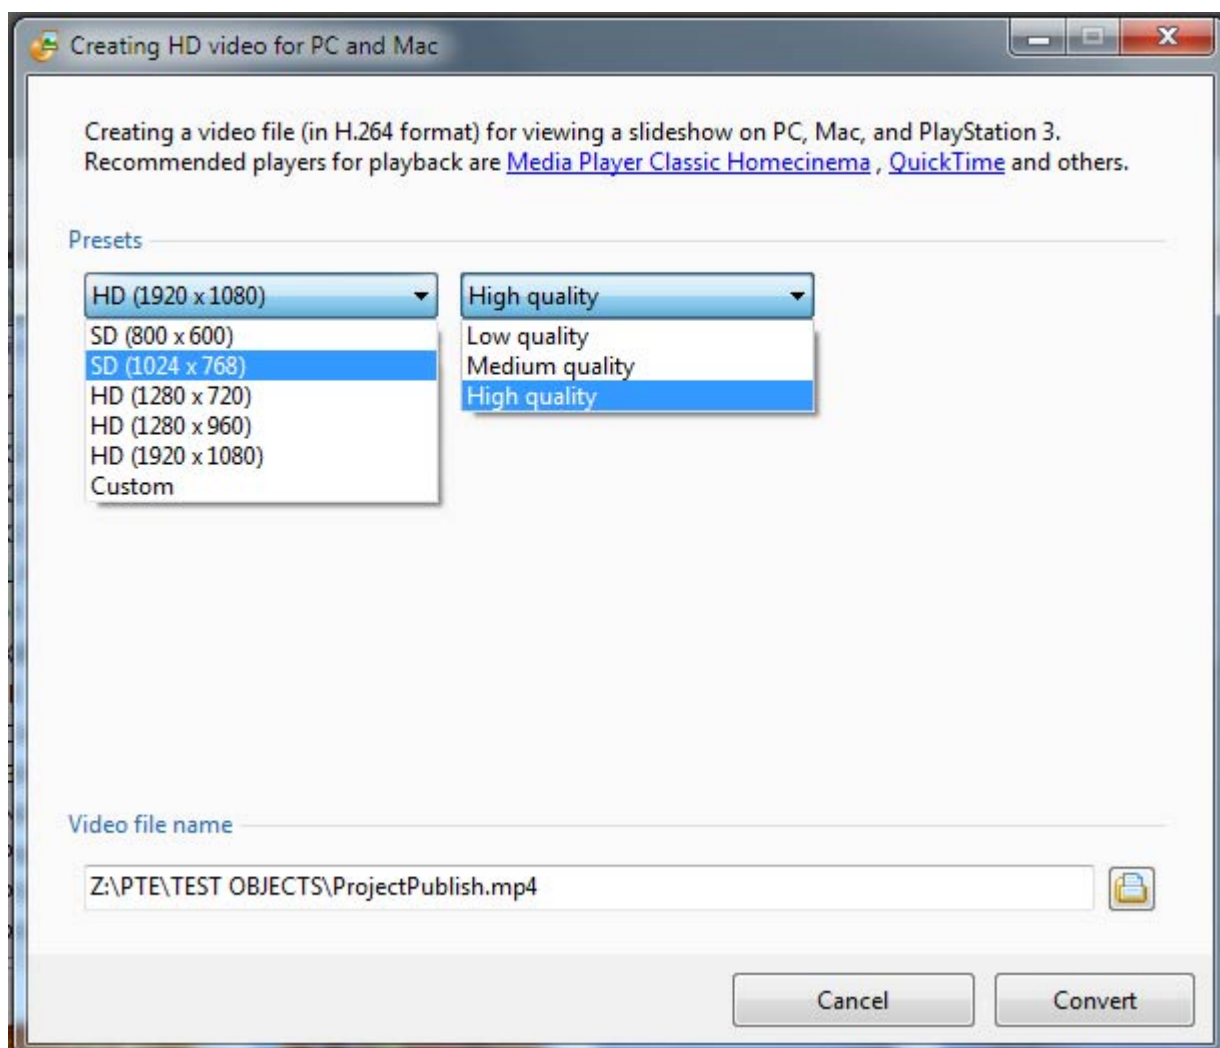 Creating HD video for PC and Mac
Creating a video file (in H.264 format) for viewing a slideshow on PC, Mac, and PlayStation 3.
Recommended players for playback are Media Player Classic Homecinema , QuickTime and others.
Presets
HD (1920 x 1080)
SD (800 x 600)
SD (1024 x 768)
HD (1280 x 720)
HD (1280 x 960)
HD (1920 x 1080)
Custom
High quality
Low quality
Medium quality
High quality
Video file name
Z:\PTE\TEST OBJECTS\ProjectPublish.mp4
Cancel
Convert